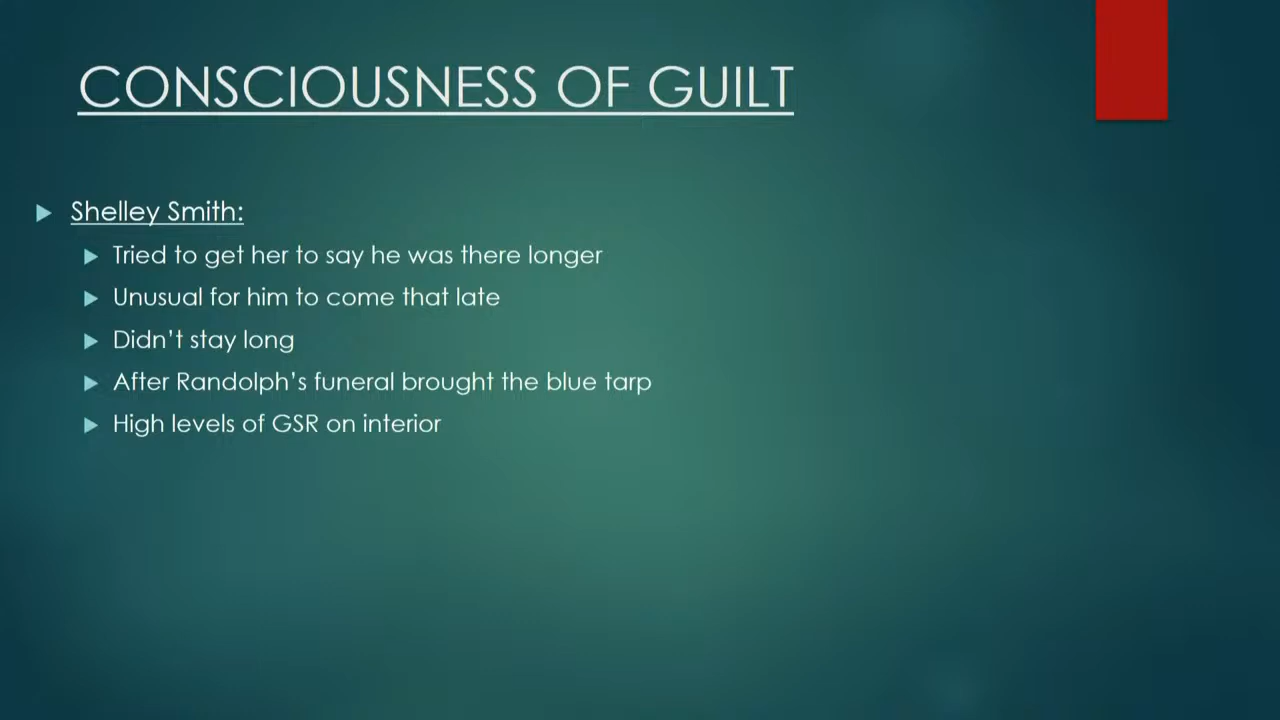 CONSCIOUSNESS OF GUILT
Shelley Smith:
Tried to get her to say he was there longer
Unusual for him to come that late
Didn’t stay long
After Randolph’s funeral brought the blue tarp
High levels of GSR on interior